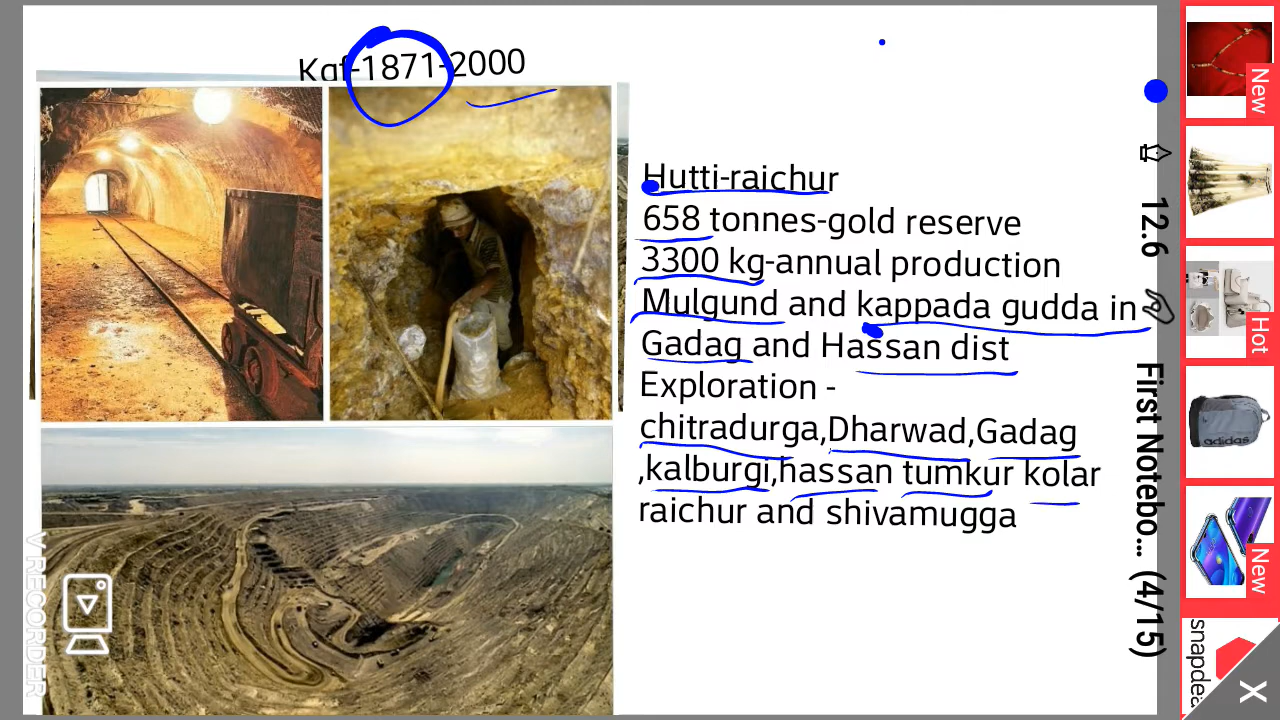 Kgf-1871-2000
Hutti-raichur
658 tonnes-gold reserve
3300 kg-annual production
Mulgund and kappada gudda in
Gadag and Hassan dist
Exploration -
chitradurga,Dharwad,Gadag
,kalburgi,hassan tumkur kolar
raichur and shivamugga
12.6
First Notebo... (4/15)
New
Hot
adidas
New
snapdea
X
V RECORDER